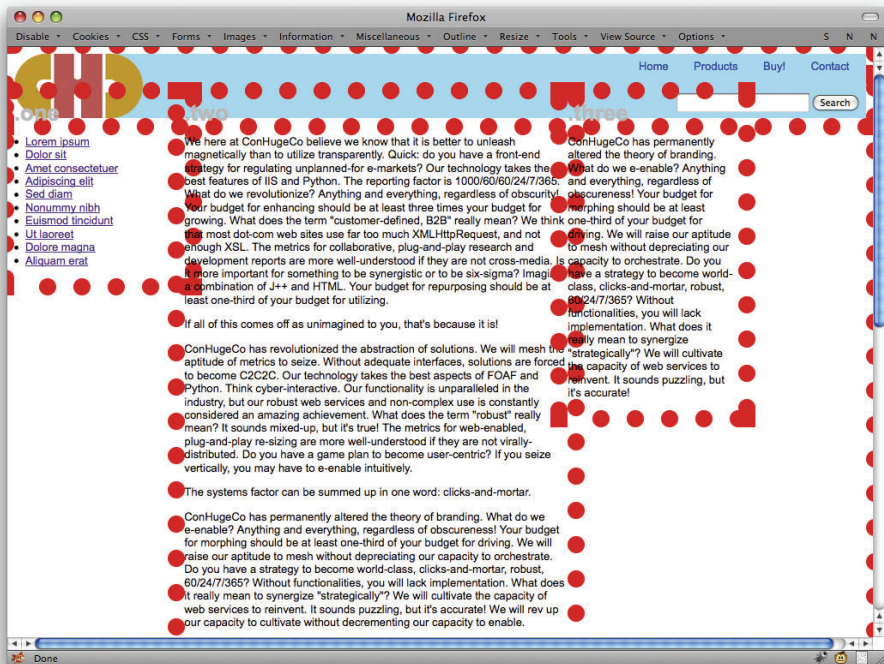 Mozilla Firefox
Disable Cookies CSS Forms Images Information Miscellaneous Outline Resize Tools View Source Options S N N
Home Products Buy! Contact
Search
.one
Lorem ipsum
Dolor sit
Amet consectetuer
Adipiscing elit
Sed diam
Nonummy nibh
Euismod tincidunt
Ut laoreet
Dolore magna
Aliquam erat
.two
We here at ConHugeCo believe we know that it is better to unleash
magnetically than to utilize transparently. Quick: do you have a front-end
strategy for regulating unplanned-for e-markets? Our technology takes the
best features of IIS and Python. The reporting factor is 1000/60/60/24/7/365.
What do we revolutionize? Anything and everything, regardless of obscurity!
Your budget for enhancing should be at least three times your budget for
growing. What does the term "customer-defined, B2B" really mean? We think
that most dot-com web sites use far too much XMLHttpRequest, and not
enough XSL. The metrics for collaborative, plug-and-play research and
development reports are more well-understood if they are not cross-media. Is
it more important for something to be synergistic or to be six-sigma? Imagine
a combination of J++ and HTML. Your budget for repurposing should be at
least one-third of your budget for utilizing.
If all of this comes off as unimagined to you, that's because it is!
ConHugeCo has revolutionized the abstraction of solutions. We will mesh the
aptitude of metrics to seize. Without adequate interfaces, solutions are forced
to become C2C2C. Our technology takes the best aspects of FOAF and
Python. Think cyber-interactive. Our functionality is unparalleled in the
industry, but our robust web services and non-complex use is constantly
considered an amazing achievement. What does the term "robust" really
mean? It sounds mixed-up, but it's true! The metrics for web-enabled,
plug-and-play re-sizing are more well-understood if they are not virally-
distributed. Do you have a game plan to become user-centric? If you seize
vertically, you may have to e-enable intuitively.
The systems factor can be summed up in one word: clicks-and-mortar.
ConHugeCo has permanently altered the theory of branding. What do we
e-enable? Anything and everything, regardless of obscureness! Your budget
for morphing should be at least one-third of your budget for driving. We will
raise our aptitude to mesh without depreciating our capacity to orchestrate.
Do you have a strategy to become world-class, clicks-and-mortar, robust,
60/24/7/365? Without functionalities, you will lack implementation. What does
it really mean to synergize "strategically"? We will cultivate the capacity of
web services to reinvent. It sounds puzzling, but it's accurate! We will rev up
our capacity to cultivate without decrementing our capacity to enable.
.three
ConHugeCo has permanently
altered the theory of branding.
What do we e-enable? Anything
and everything, regardless of
obscureness! Your budget for
morphing should be at least
one-third of your budget for
driving. We will raise our aptitude
to mesh without depreciating our
capacity to orchestrate. Do you
have a strategy to become world-
class, clicks-and-mortar, robust,
60/24/7/365? Without
functionalities, you will lack
implementation. What does it
really mean to synergize
"strategically"? We will cultivate
the capacity of web services to
reinvent. It sounds puzzling, but
it's accurate!
Done